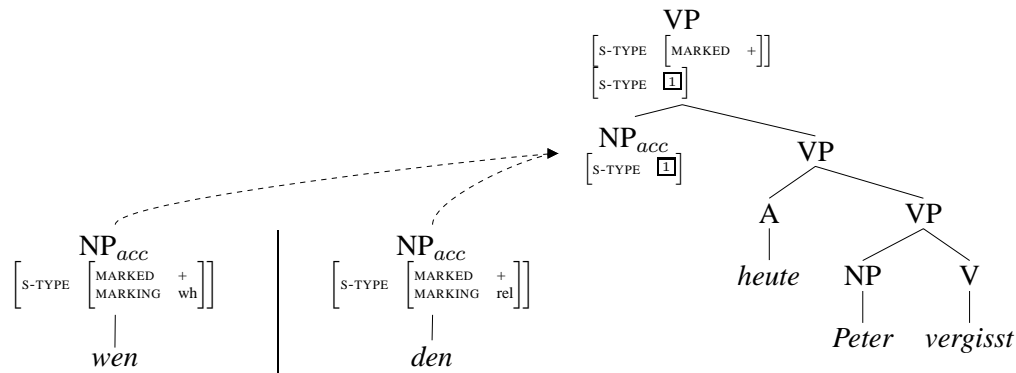 VP
[S-TYPE [MARKED +]]
[S-TYPE 1]
NPacc
[S-TYPE 1]
VP
A
VP
heute
NP
V
Peter
vergisst
NPacc
[S-TYPE [MARKED +
MARKING wh]]
wen
NPacc
[S-TYPE [MARKED +
MARKING rel]]
den